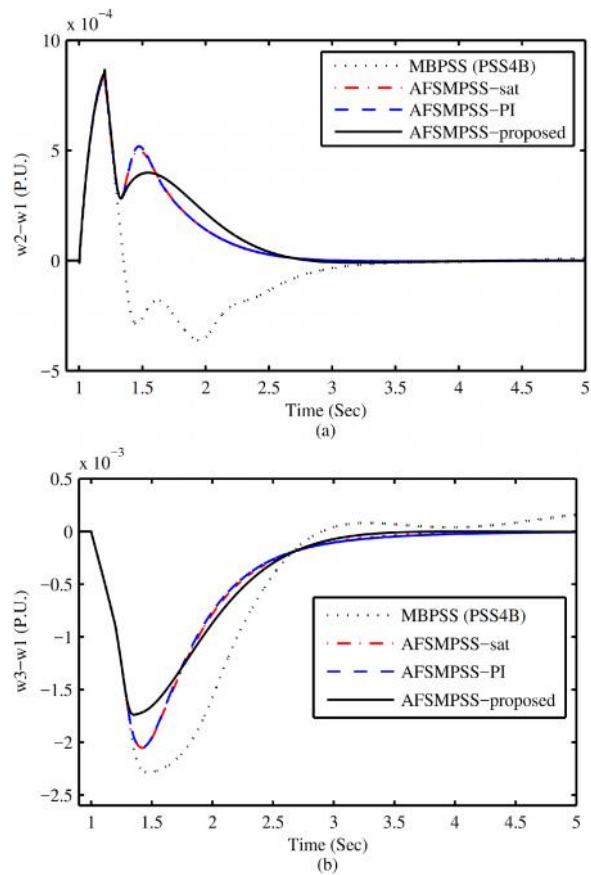 x 10⁻⁴
10
5
0
−5
w2−w1 (P.U.)
MBPSS (PSS4B)
AFSMPSS−sat
AFSMPSS−PI
AFSMPSS−proposed
1 1.5 2 2.5 3 3.5 4 4.5 5
Time (Sec)
(a)
x 10⁻³
0.5
0
−0.5
−1
−1.5
−2
−2.5
w3−w1 (P.U.)
MBPSS (PSS4B)
AFSMPSS−sat
AFSMPSS−PI
AFSMPSS−proposed
1 1.5 2 2.5 3 3.5 4 4.5 5
Time (Sec)
(b)